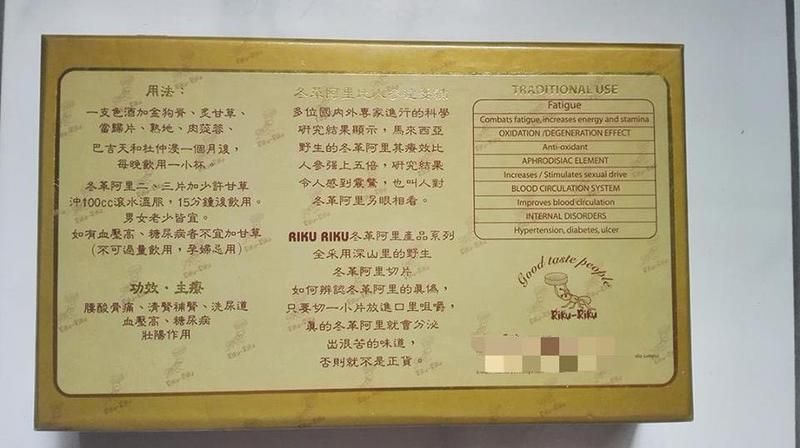 用法：
一支色酒加金狗脊、炙甘草、
當歸片、熟地、肉蓯蓉、
巴吉天和杜仲浸一個月後，
每晚飲用一小杯。
冬革阿里二、三片加少許甘草
沖100cc滾水溫服，15分鐘後飲用。
男女老少皆宜。
如有血壓高、糖尿病者不宜加甘草
(不可過量飲用，孕婦忌用)
功效·主療
腰酸骨痛、清腎補腎、洗尿道
血壓高、糖尿病
壯陽作用
冬革阿里比人參
多位國內外專家進行的科學
研究結果顯示，馬來西亞
野生的冬革阿里其療效比
人參强上五倍，研究結果
令人感到震驚，也叫人對
冬革阿里另眼相看。
RIKU RIKU冬革阿里產品系列
全采用深山里的野生
冬革阿里切片
如何辨認冬革阿里的真偽，
只要切一小片放進口里咀嚼，
真的冬革阿里就會分泌
出很苦的味道，
否則就不是正貨。
TRADITIONAL USE
Fatigue
Combats fatigue,increases energy and stamina
OXIDATION /DEGENERATION EFFECT
Anti-oxidant
APHRODISIAC ELEMENT
Increases / Stimulates sexual drive
BLOOD CIRCULATION SYSTEM
Improves blood circulation
INTERNAL DISORDERS
Hypertension, diabetes, ulcer
Good taste people
Riku-Riku